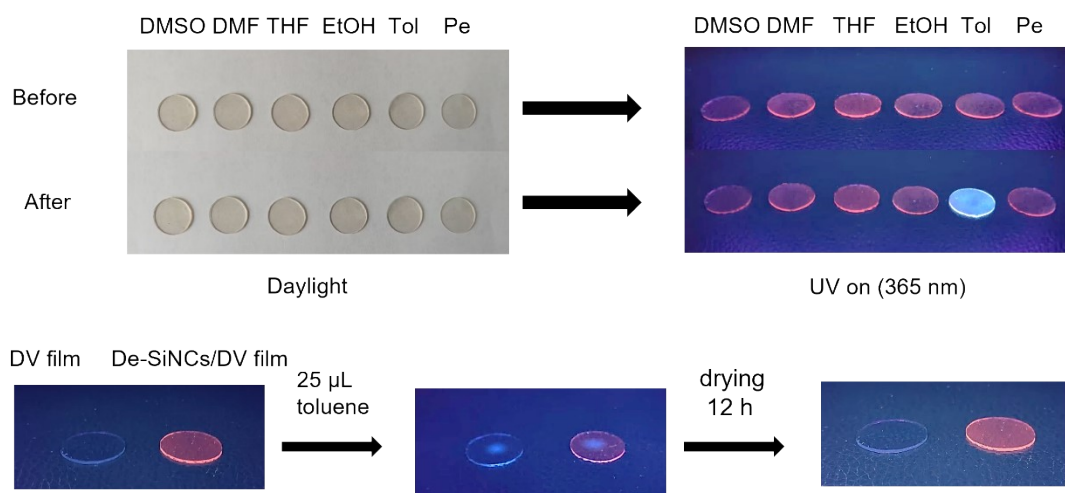 DMSO DMF THF EtOH Tol Pe
DMSO DMF THF EtOH Tol Pe
Before
After
Daylight
UV on (365 nm)
DV film
De-SiNCs/DV film
25 µL
toluene
drying
12 h